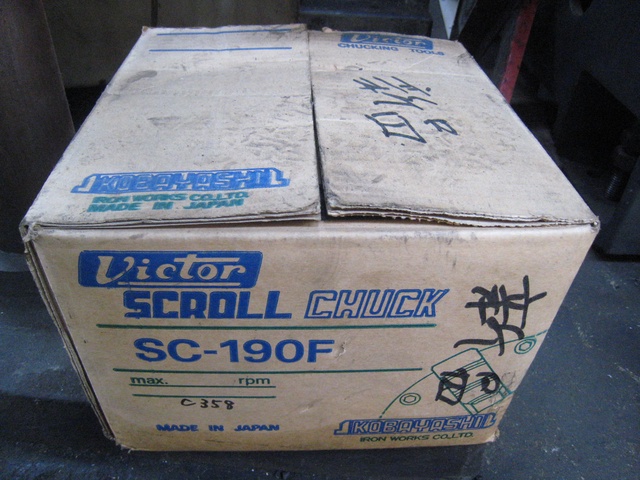 Victor
CHUCKING TOOLS
KOBAYASHI
IRON WORKS CO., LTD.
MADE IN JAPAN
Victor
SCROLL CHUCK
SC-190F
max. rpm
C358
MADE IN JAPAN
KOBAYASHI
IRON WORKS CO., LTD.